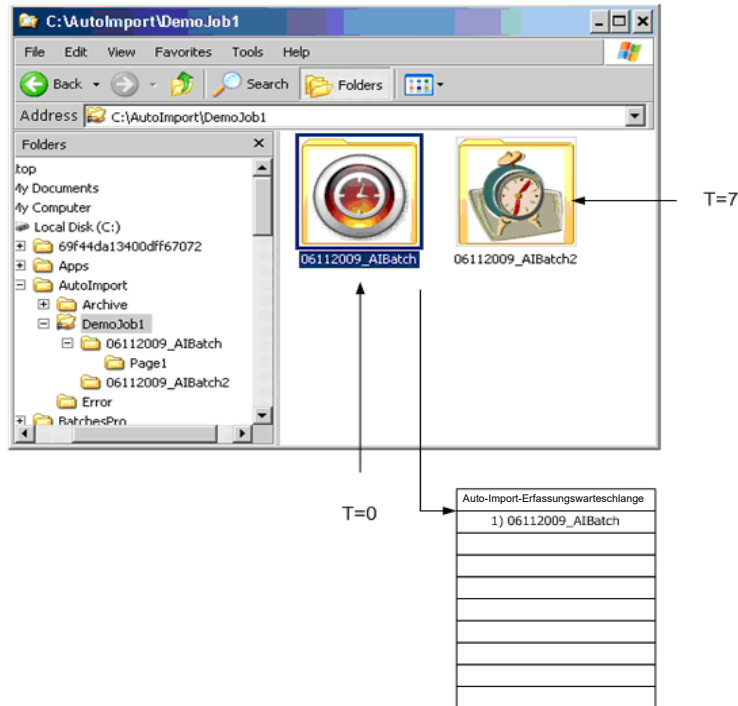 C:\AutoImport\DemoJob1
File Edit View Favorites Tools Help
Back Search Folders
Address C:\AutoImport\DemoJob1
Folders
My Documents
My Computer
Local Disk (C:)
69f44da13400dff67072
Apps
AutoImport
Archive
DemoJob1
06112009_AIBatch
Page1
06112009_AIBatch2
Error
BatchesPro
06112009_AIBatch
06112009_AIBatch2
T=7
T=0
Auto-Import-Erfassungswarteschlange
1) 06112009_AIBatch